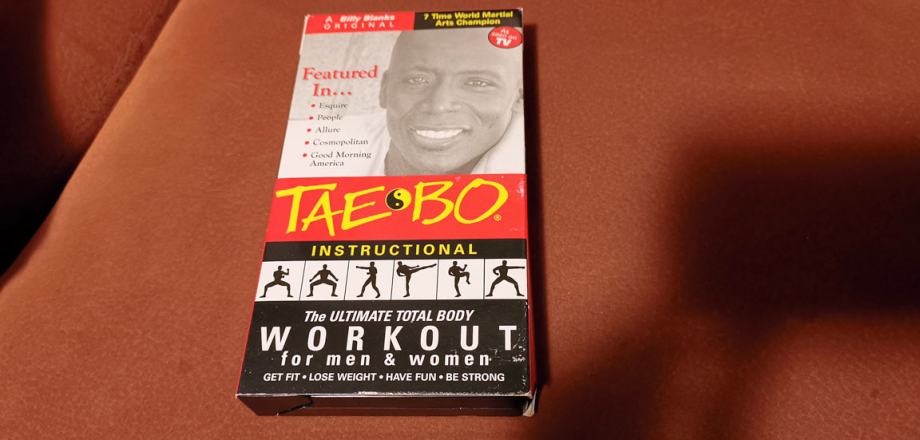 A Billy Blanks
ORIGINAL
7 Time World Martial
Arts Champion
As
Seen on
TV
Featured
In...
• Esquire
• People
• Allure
• Cosmopolitan
• Good Morning
America
TAE BO®
INSTRUCTIONAL
The ULTIMATE TOTAL BODY
WORKOUT
for men & women
GET FIT • LOSE WEIGHT • HAVE FUN • BE STRONG